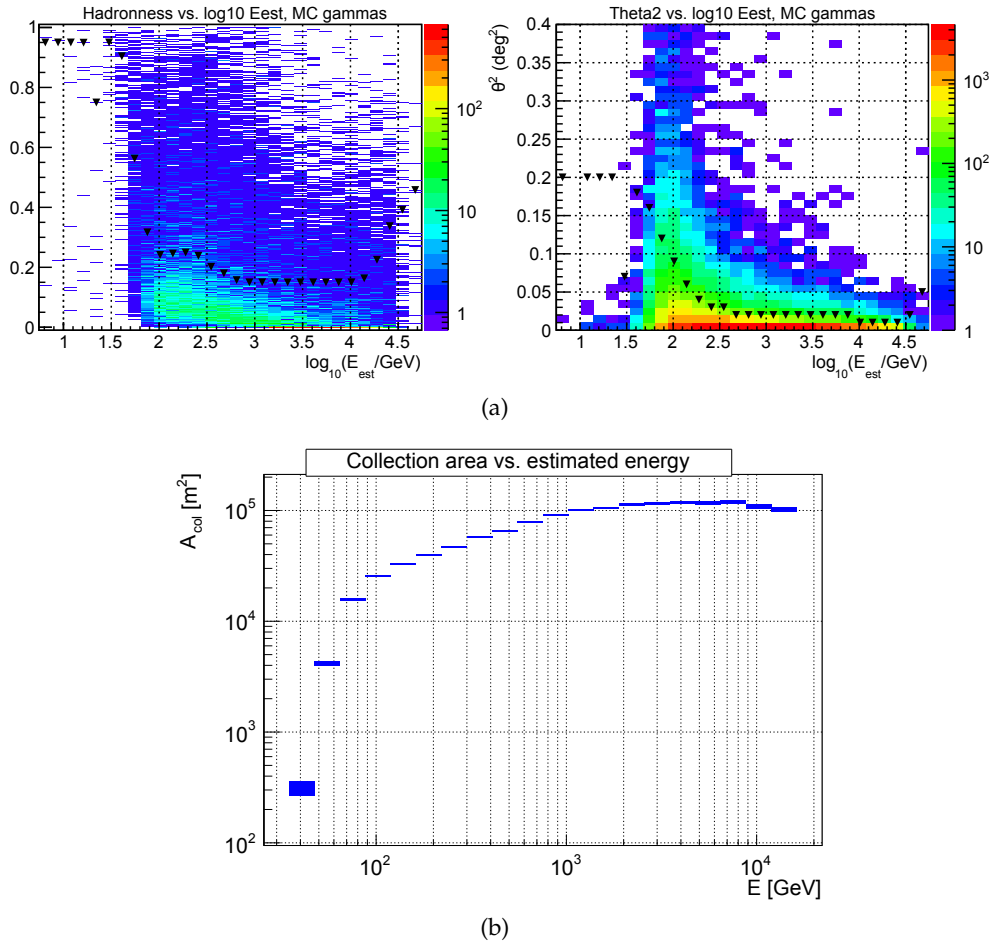 Hadronness vs. log10 Eest, MC gammas
1
0.8
0.6
0.4
0.2
0
1 1.5 2 2.5 3 3.5 4 4.5
log10(Eest/GeV)
10²
10
1
Theta2 vs. log10 Eest, MC gammas
θ² (deg²)
0.4
0.35
0.3
0.25
0.2
0.15
0.1
0.05
0
1 1.5 2 2.5 3 3.5 4 4.5
log10(Eest/GeV)
10³
10²
10
1
(a)
Collection area vs. estimated energy
Acol [m²]
10⁵
10⁴
10³
10²
10² 10³ 10⁴
E [GeV]
(b)